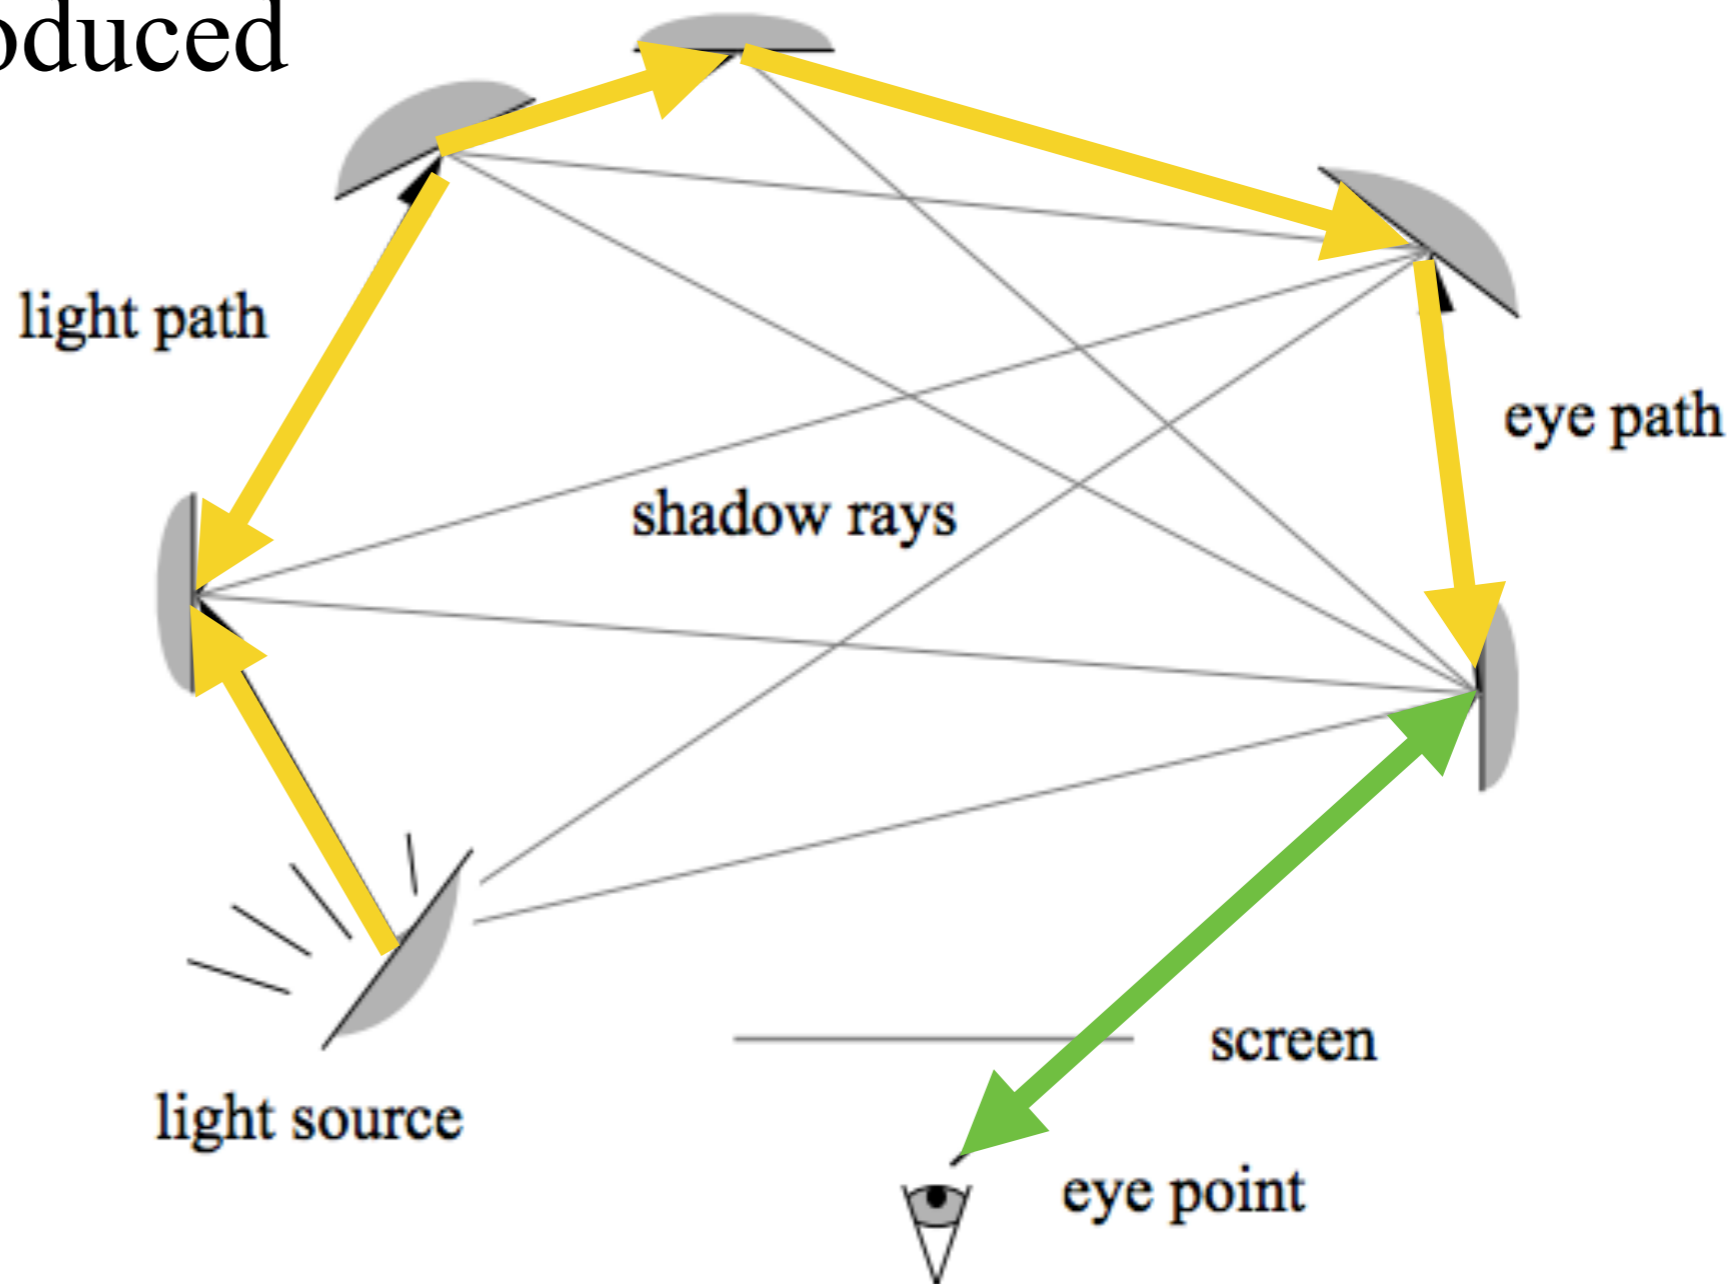 oduced
light path
eye path
shadow rays
screen
light source
eye point